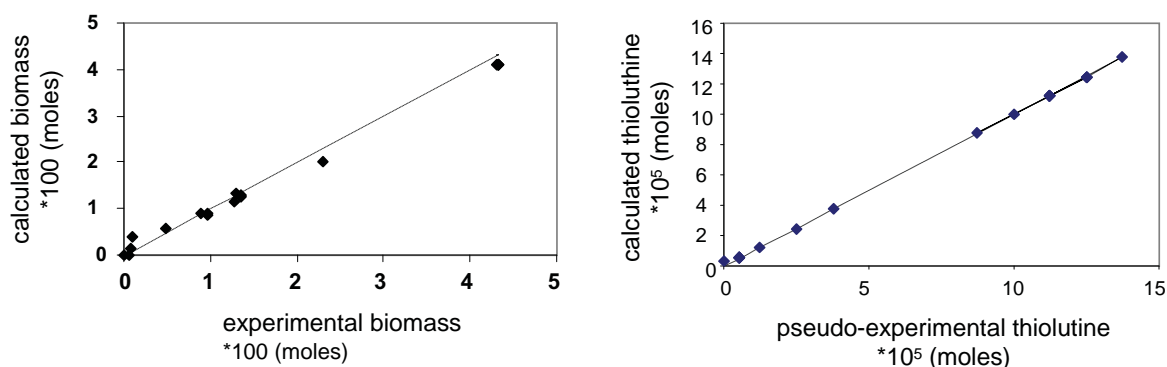 calculated biomass
*100 (moles)
5
4
3
2
1
0
0 1 2 3 4 5
experimental biomass
*100 (moles)
calculated thioluthine
*10⁵ (moles)
16
14
12
10
8
6
4
2
0
0 5 10 15
pseudo-experimental thiolutine
*10⁵ (moles)